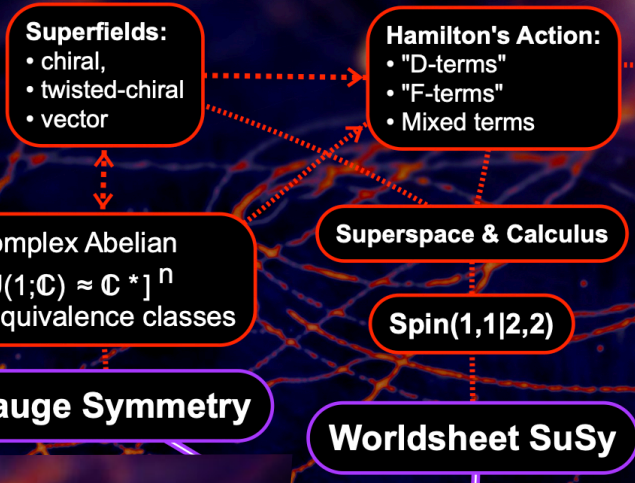 Superfields:
• chiral,
• twisted-chiral
• vector
Hamilton's Action:
• "D-terms"
• "F-terms"
• Mixed terms
omplex Abelian
(1;ℂ) ≈ ℂ *] n
quivalence classes
Superspace & Calculus
Spin(1,1|2,2)
auge Symmetry
Worldsheet SuSy